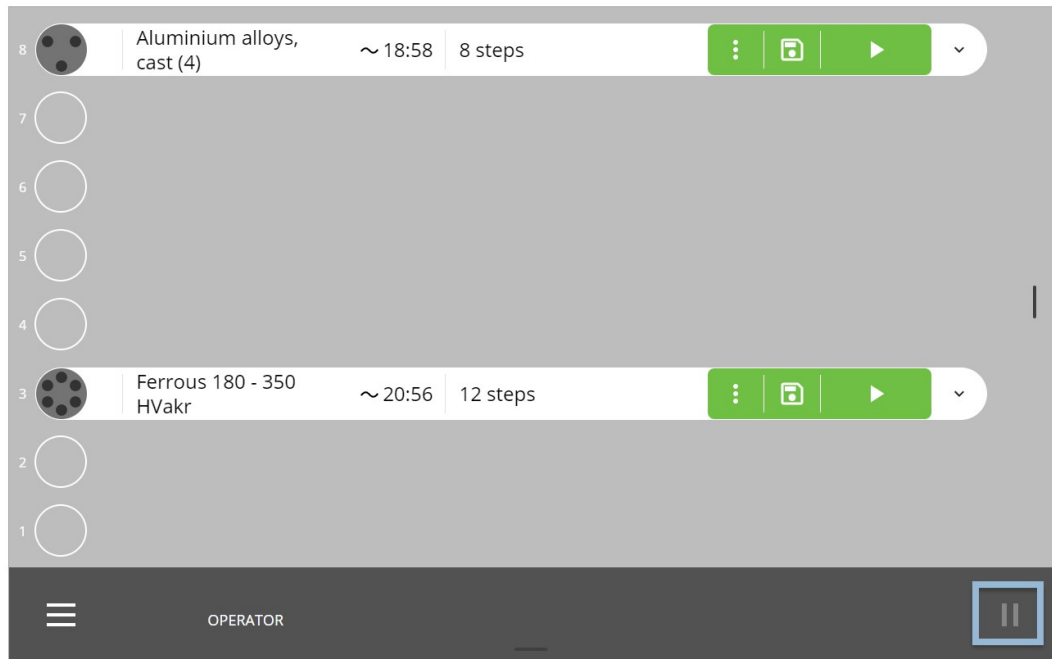 8 Aluminium alloys, cast (4) ~ 18:58 8 steps
7
6
5
4
3 Ferrous 180 - 350 HVakr ~ 20:56 12 steps
2
1
OPERATOR